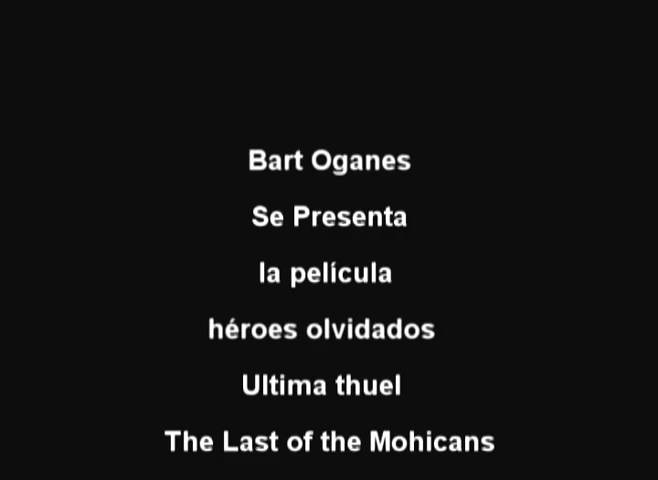 Bart Oganes
Se Presenta
la película
héroes olvidados
Ultima thuel
The Last of the Mohicans